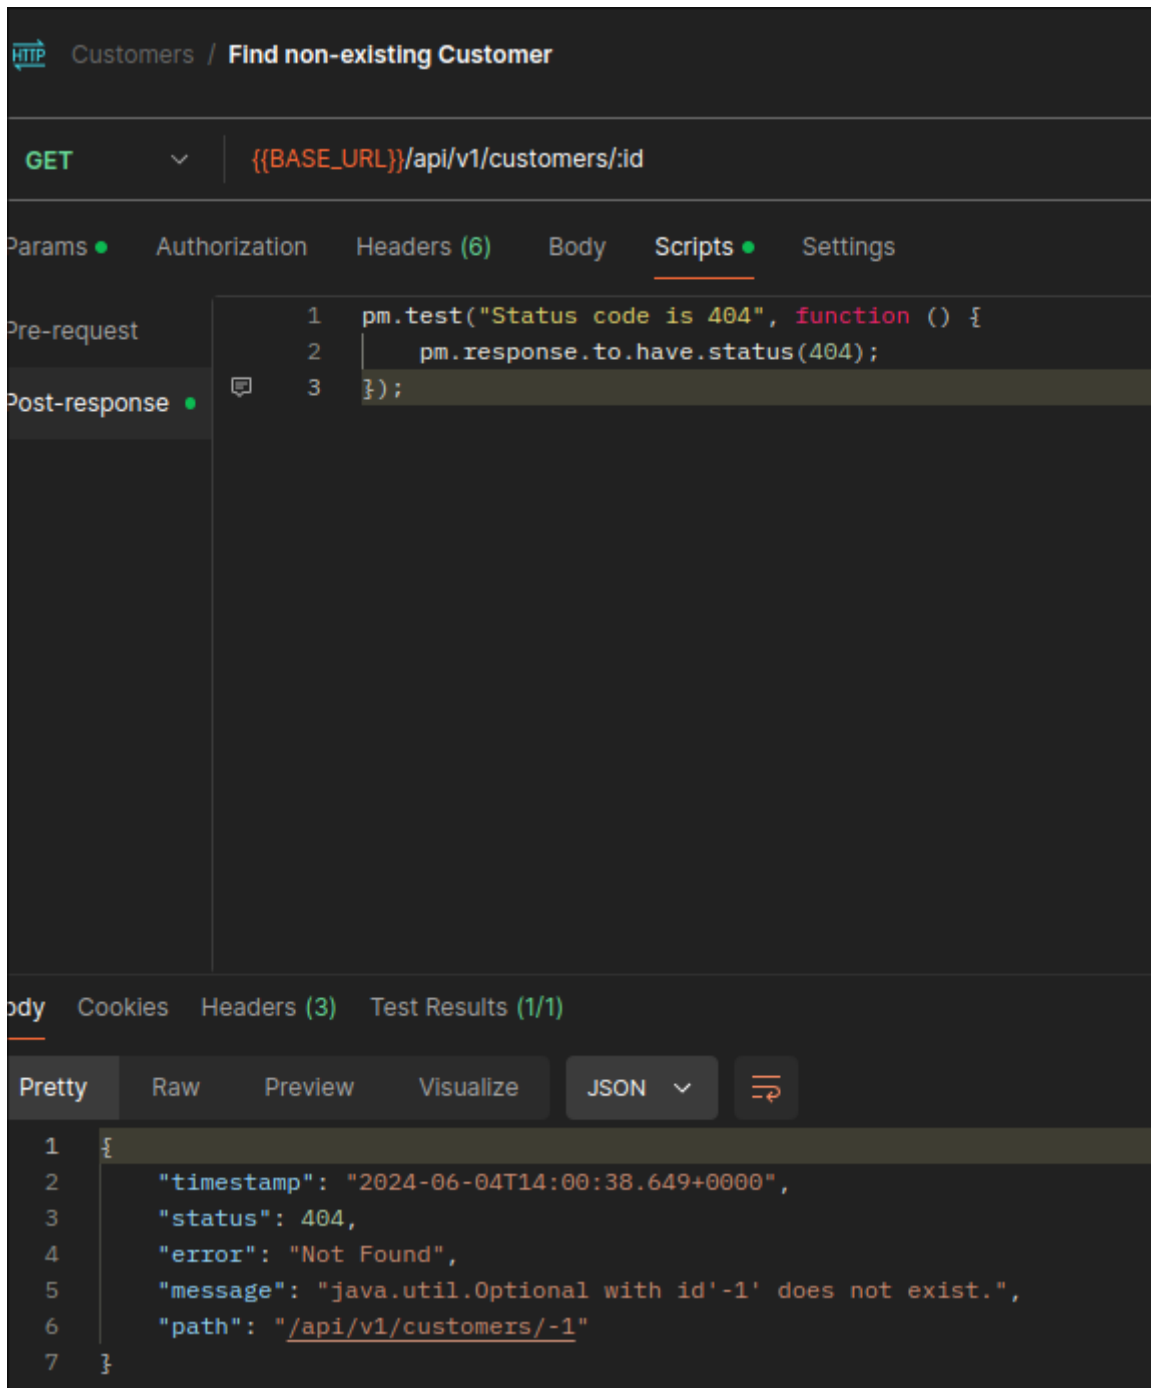 HTTP Customers / Find non-existing Customer
GET {{BASE_URL}}/api/v1/customers/:id
Params Authorization Headers (6) Body Scripts Settings
Pre-request
Post-response
1 pm.test("Status code is 404", function () {
2 pm.response.to.have.status(404);
3 });
ody Cookies Headers (3) Test Results (1/1)
Pretty Raw Preview Visualize JSON
1 {
2 "timestamp": "2024-06-04T14:00:38.649+0000",
3 "status": 404,
4 "error": "Not Found",
5 "message": "java.util.Optional with id'-1' does not exist.",
6 "path": "/api/v1/customers/-1"
7 }